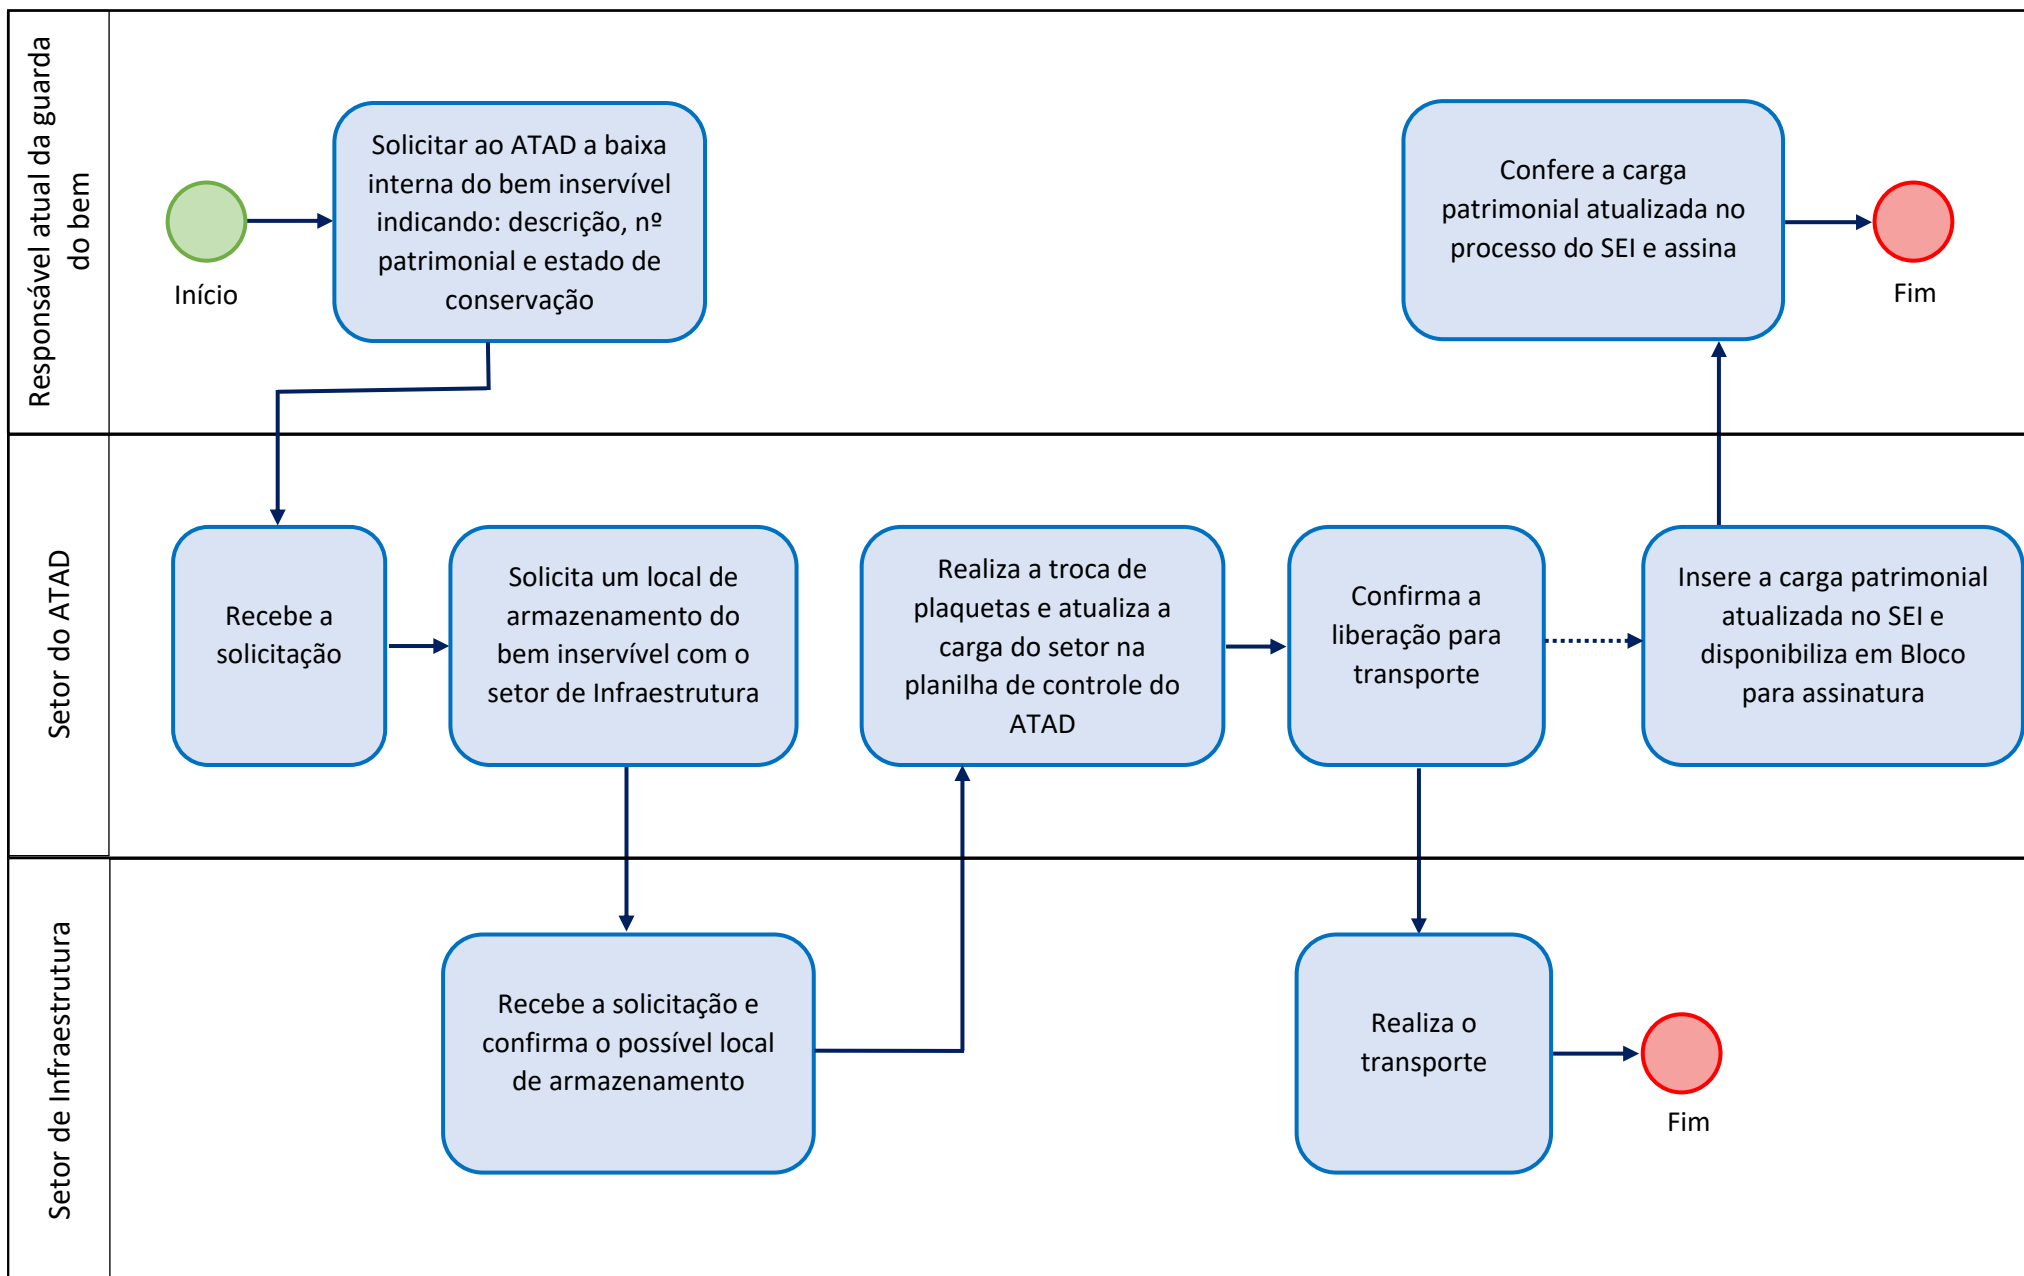 Responsável atual da guarda
do bem
Início
Solicitar ao ATAD a baixa
interna do bem inservível
indicando: descrição, nº
patrimonial e estado de
conservação
Confere a carga
patrimonial atualizada no
processo do SEI e assina
Fim
Setor do ATAD
Recebe a
solicitação
Solicita um local de
armazenamento do
bem inservível com o
setor de Infraestrutura
Realiza a troca de
plaquetas e atualiza a
carga do setor na
planilha de controle do
ATAD
Confirma a
liberação para
transporte
Insere a carga patrimonial
atualizada no SEI e
disponibiliza em Bloco
para assinatura
Setor de Infraestrutura
Recebe a solicitação e
confirma o possível local
de armazenamento
Realiza o
transporte
Fim